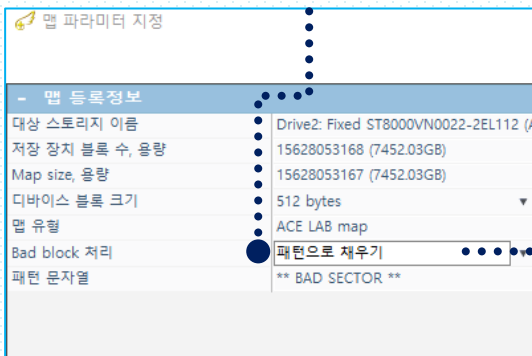 맵 파라미터 지정
- 맵 등록정보
대상 스토리지 이름 Drive2: Fixed ST8000VN0022-2EL112 (A
저장 장치 블록 수, 용량 15628053168 (7452.03GB)
Map size, 용량 15628053167 (7452.03GB)
디바이스 블록 크기 512 bytes
맵 유형 ACE LAB map
Bad block 처리 패턴으로 채우기
패턴 문자열 ** BAD SECTOR **